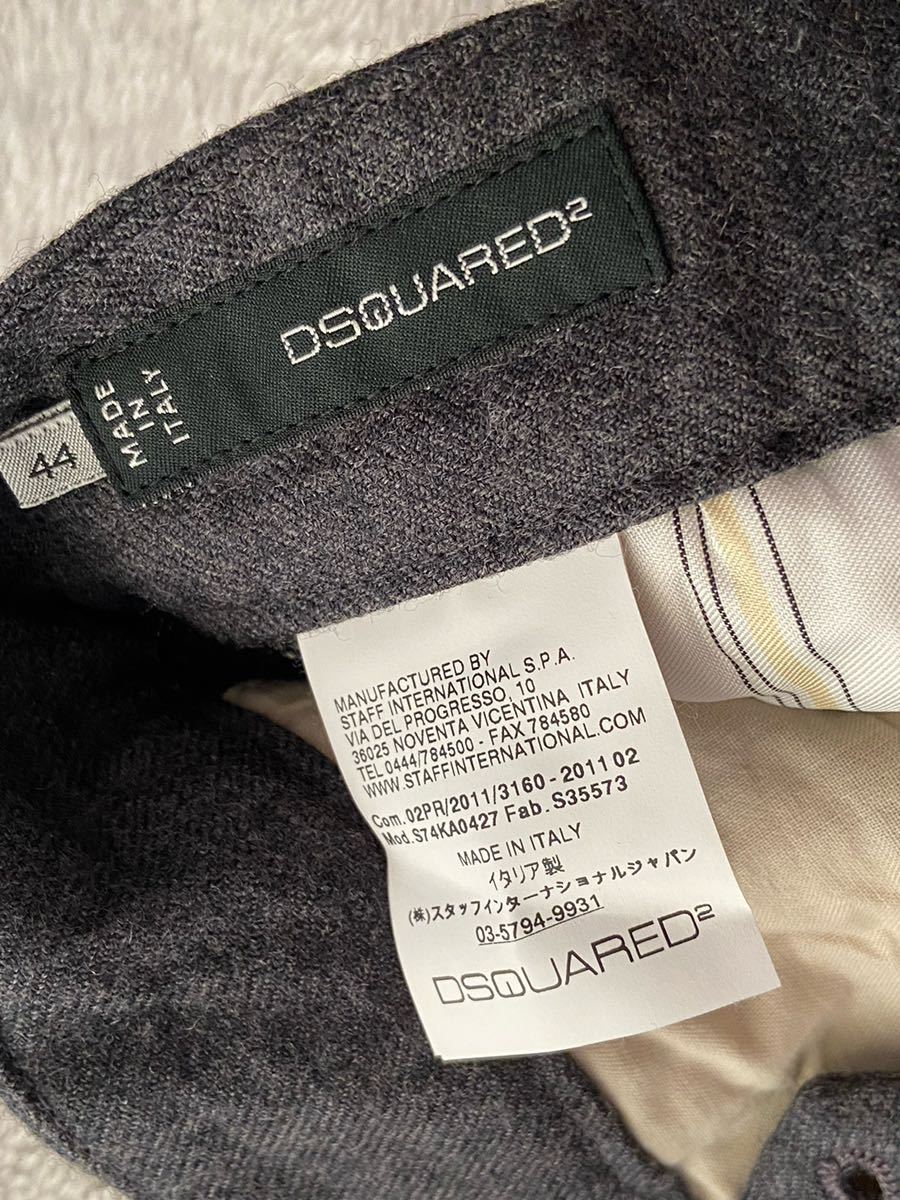 DSQUARED²
MADE
IN
ITALY
44
MANUFACTURED BY
STAFF INTERNATIONAL S.P.A.
VIA DEL PROGRESSO, 10
36025 NOVENTA VICENTINA ITALY
TEL 0444/784500 - FAX 784580
WWW.STAFFINTERNATIONAL.COM
Com.02PR/2011/3160-2011 02
Mod.S74KA0427 Fab.S35573
MADE IN ITALY
イタリア製
(株)スタッフインターナショナルジャパン
03-5794-9931
DSQUARED²